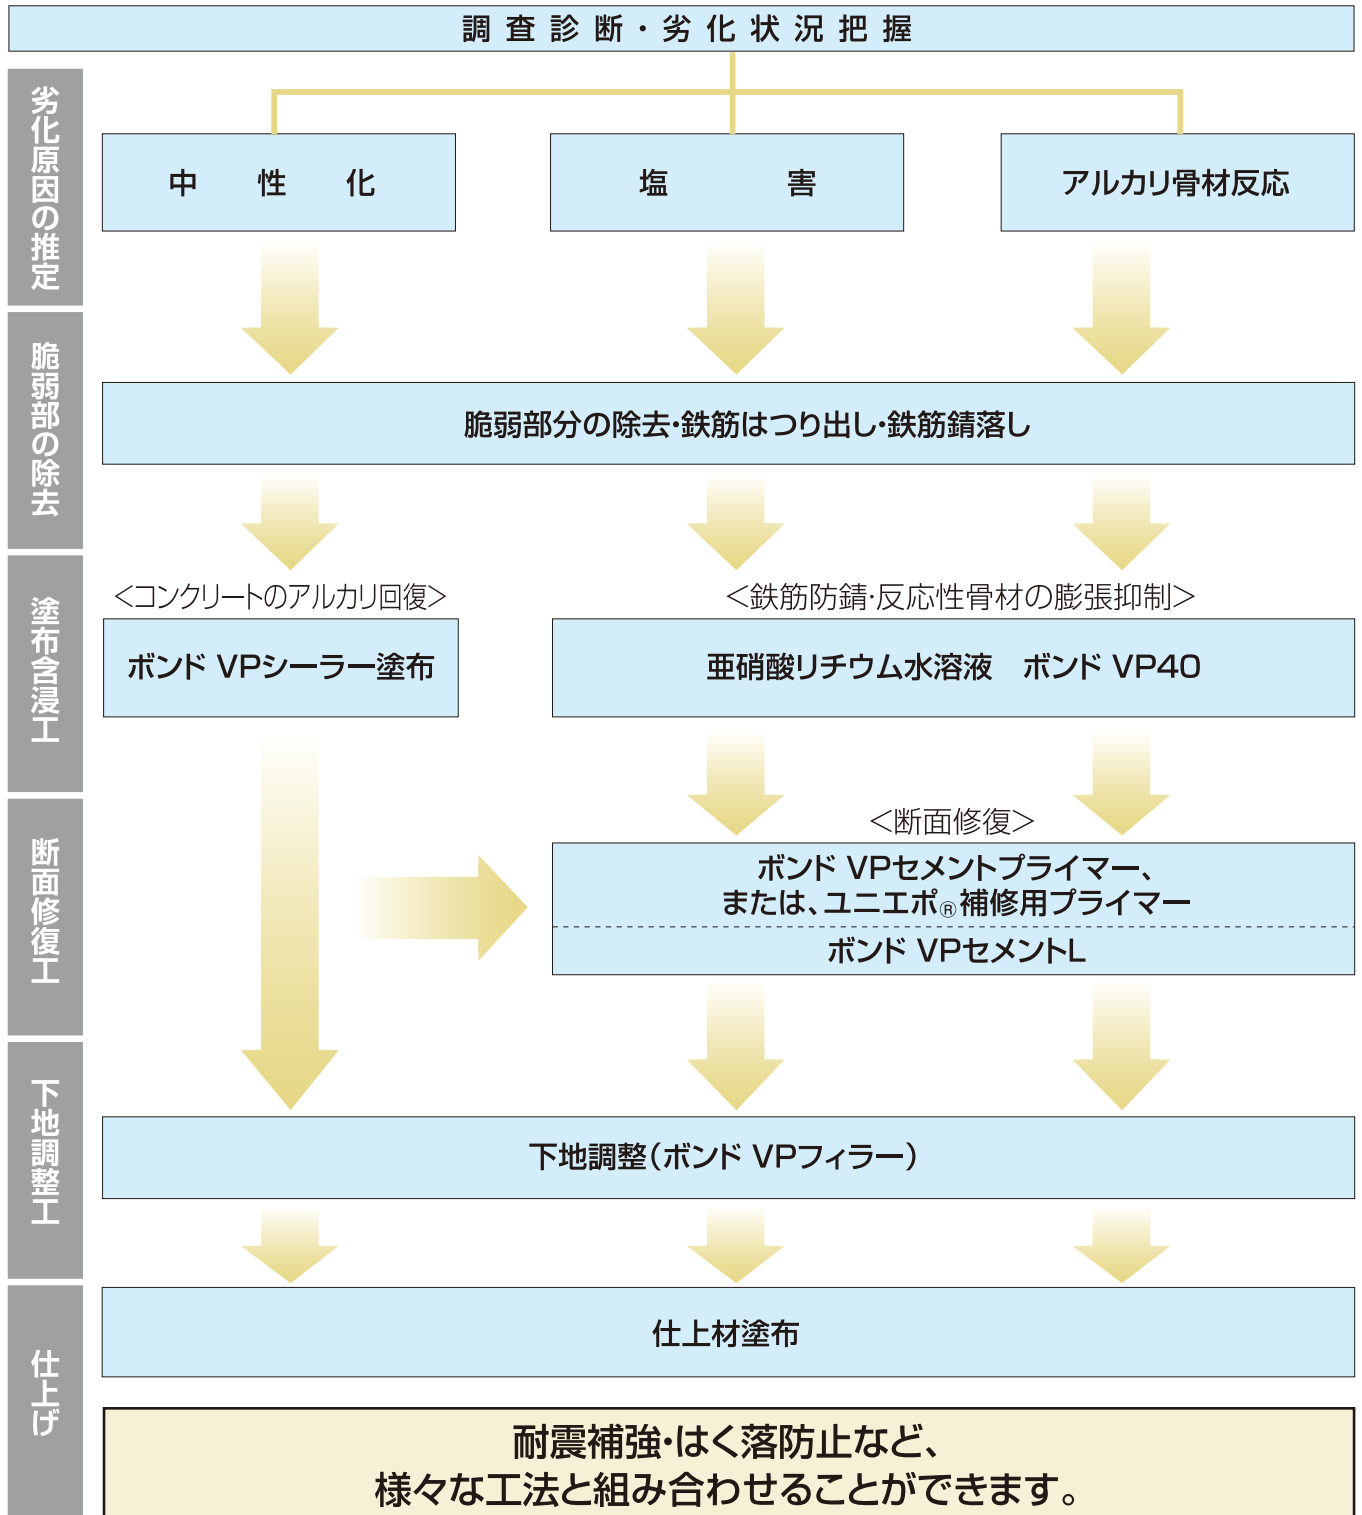 調査診断・劣化状況把握
劣化原因の推定
中性化
塩害
アルカリ骨材反応
脆弱部の除去
脆弱部分の除去・鉄筋はつり出し・鉄筋錆落し
塗布含浸工
<コンクリートのアルカリ回復>
ボンド VPシーラー塗布
<鉄筋防錆・反応性骨材の膨張抑制>
亜硝酸リチウム水溶液　ボンド VP40
断面修復工
<断面修復>
ボンド VPセメントプライマー、
または、ユニエポ®補修用プライマー
ボンド VPセメントL
下地調整工
下地調整（ボンド VPフィラー）
仕上げ
仕上材塗布
耐震補強・はく落防止など、
様々な工法と組み合わせることができます。